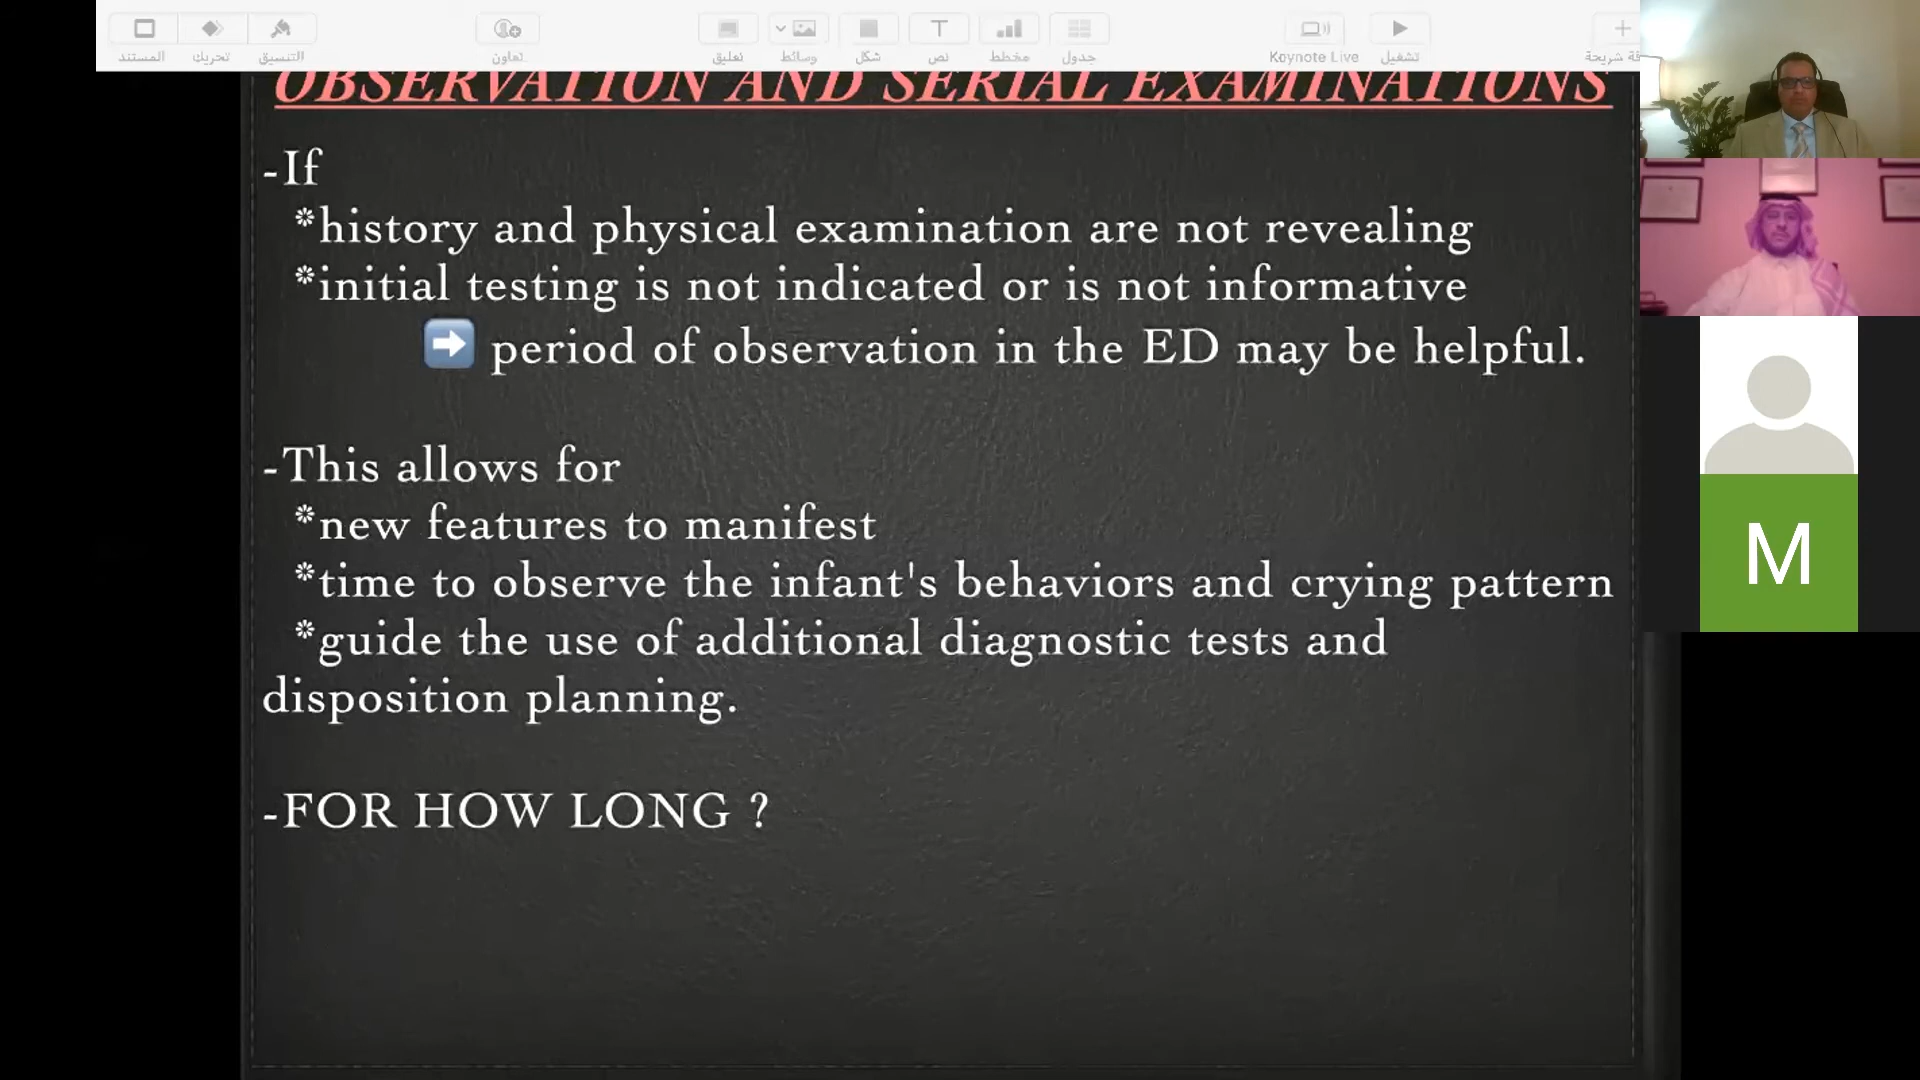 المستند
تحريك
التنسيق
تعاون
تعليق
وسائط
شكل
نص
مخطط
جدول
Keynote Live
تشغيل
شريحة
OBSERVATION AND SERIAL EXAMINATIONS
-If
*history and physical examination are not revealing
*initial testing is not indicated or is not informative
➡ period of observation in the ED may be helpful.
-This allows for
*new features to manifest
*time to observe the infant's behaviors and crying pattern
*guide the use of additional diagnostic tests and
disposition planning.
-FOR HOW LONG ?
M